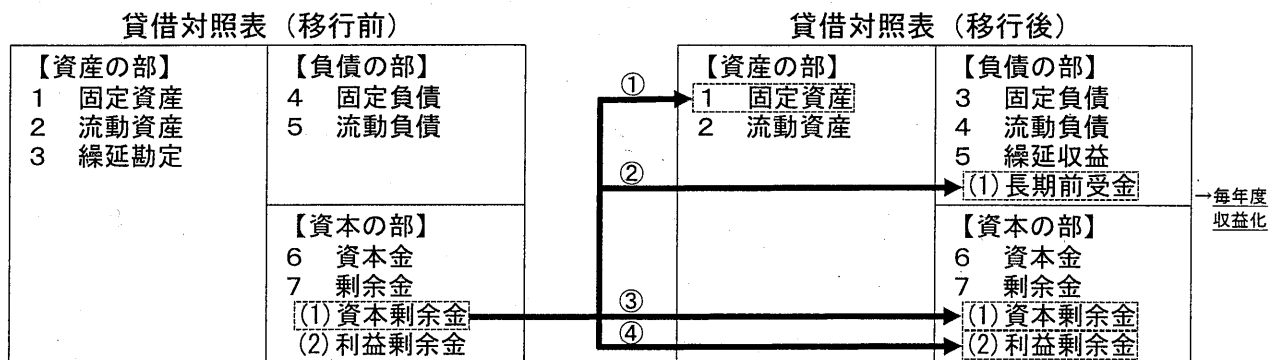 貸借対照表（移行前）
【資産の部】
1 固定資産
2 流動資産
3 繰延勘定
【負債の部】
4 固定負債
5 流動負債
【資本の部】
6 資本金
7 剰余金
(1)資本剰余金
(2)利益剰余金
①
②
③
④
貸借対照表（移行後）
【資産の部】
1 固定資産
2 流動資産
【負債の部】
3 固定負債
4 流動負債
5 繰延収益
(1)長期前受金
→毎年度
収益化
【資本の部】
6 資本金
7 剰余金
(1)資本剰余金
(2)利益剰余金